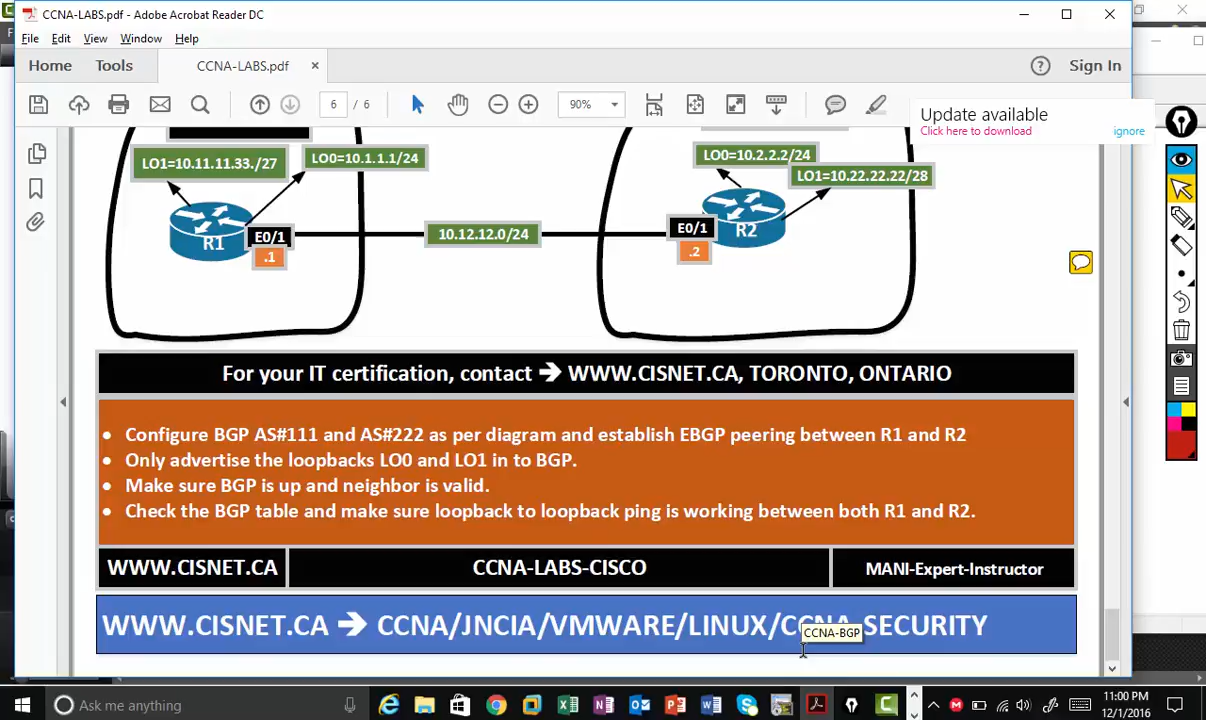 CCNA-LABS.pdf - Adobe Acrobat Reader DC
File Edit View Window Help
Home Tools CCNA-LABS.pdf × Sign In
6 / 6 90%
Update available
Click here to download ignore
LO1=10.11.11.33./27 LO0=10.1.1.1/24 LO0=10.2.2.2/24
LO1=10.22.22.22/28
R1 E0/1 10.12.12.0/24 E0/1 R2
.1 .2
For your IT certification, contact ➔ WWW.CISNET.CA, TORONTO, ONTARIO
• Configure BGP AS#111 and AS#222 as per diagram and establish EBGP peering between R1 and R2
• Only advertise the loopbacks LO0 and LO1 in to BGP.
• Make sure BGP is up and neighbor is valid.
• Check the BGP table and make sure loopback to loopback ping is working between both R1 and R2.
WWW.CISNET.CA CCNA-LABS-CISCO MANI-Expert-Instructor
WWW.CISNET.CA ➔ CCNA/JNCIA/VMWARE/LINUX/CCNA-SECURITY
CCNA-BGP
Ask me anything
11:00 PM
12/1/2016